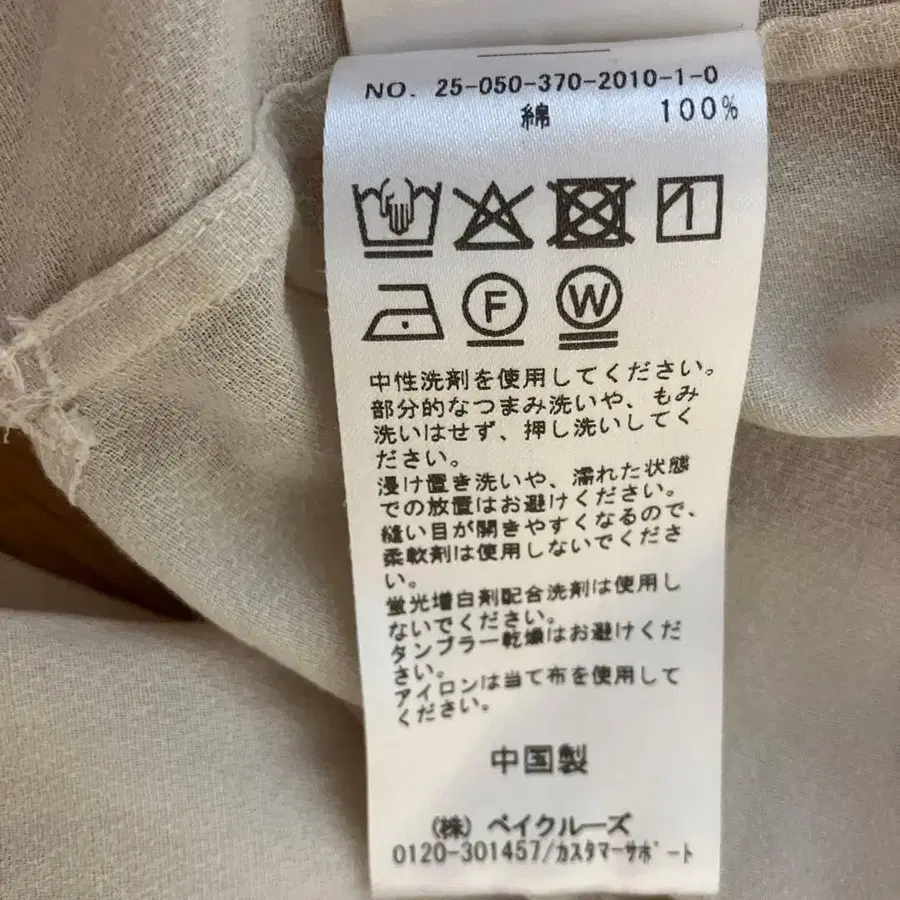 NO. 25-050-370-2010-1-0
綿 100%
F W
中性洗剤を使用してください。
部分的なつまみ洗いや、もみ
洗いはせず、押し洗いしてく
ださい。
浸け置き洗いや、濡れた状態
での放置はお避けください。
縫い目が開きやすくなるので、
柔軟剤は使用しないでくださ
い。
蛍光増白剤配合洗剤は使用し
ないでください。
タンブラー乾燥はお避けくだ
さい。
アイロンは当て布を使用して
ください。
中国製
(株) ベイクルーズ
0120-301457/カスタマーサポート